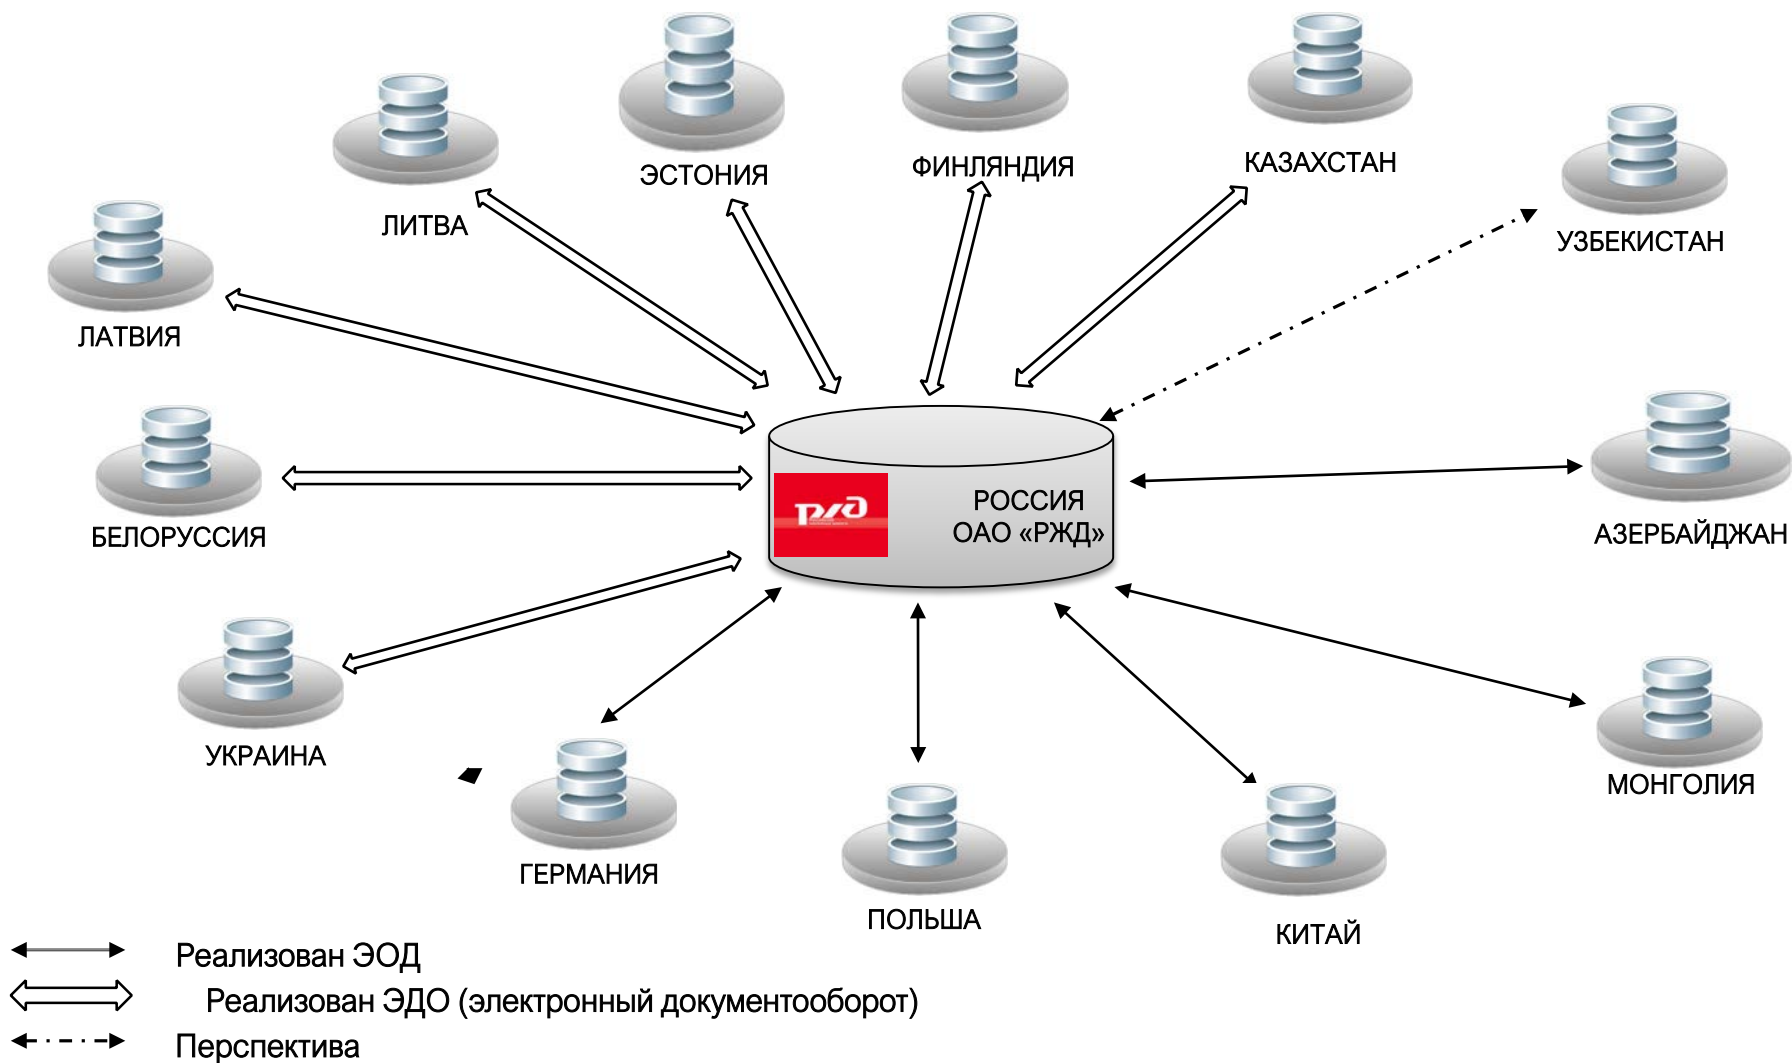 ЭСТОНИЯ
ФИНЛЯНДИЯ
КАЗАХСТАН
ЛИТВА
УЗБЕКИСТАН
ЛАТВИЯ
БЕЛОРУССИЯ
РЖД
РОССИЯ
ОАО «РЖД»
АЗЕРБАЙДЖАН
УКРАИНА
МОНГОЛИЯ
ГЕРМАНИЯ
ПОЛЬША
КИТАЙ
Реализован ЭОД
Реализован ЭДО (электронный документооборот)
Перспектива